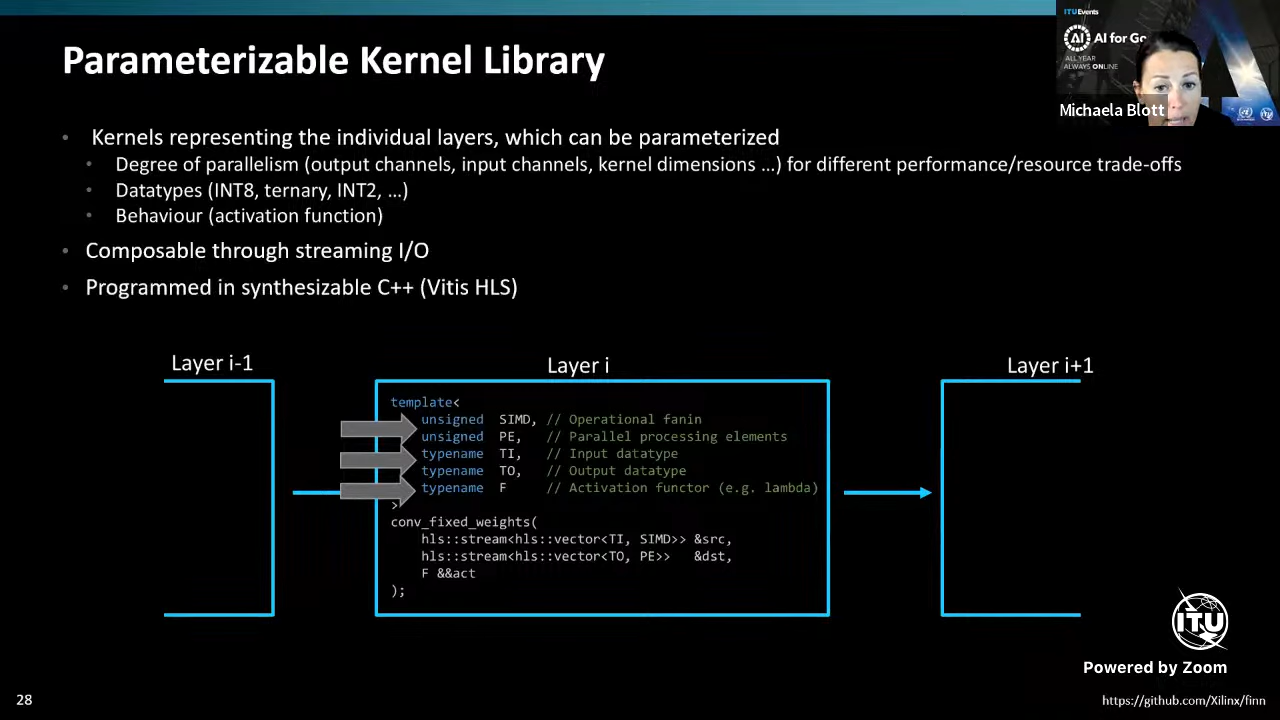 Parameterizable Kernel Library
ITUEvents
AI AI for Go
ALL YEAR
ALWAYS ONLINE
Michaela Blott
• Kernels representing the individual layers, which can be parameterized
• Degree of parallelism (output channels, input channels, kernel dimensions ...) for different performance/resource trade-offs
• Datatypes (INT8, ternary, INT2, ...)
• Behaviour (activation function)
• Composable through streaming I/O
• Programmed in synthesizable C++ (Vitis HLS)
Layer i-1
Layer i
Layer i+1
template<
unsigned SIMD, // Operational fanin
unsigned PE, // Parallel processing elements
typename TI, // Input datatype
typename TO, // Output datatype
typename F // Activation functor (e.g. lambda)
>
conv_fixed_weights(
hls::stream<hls::vector<TI, SIMD>> &src,
hls::stream<hls::vector<TO, PE>> &dst,
F &&act
);
ITU
Powered by Zoom
28
https://github.com/Xilinx/finn